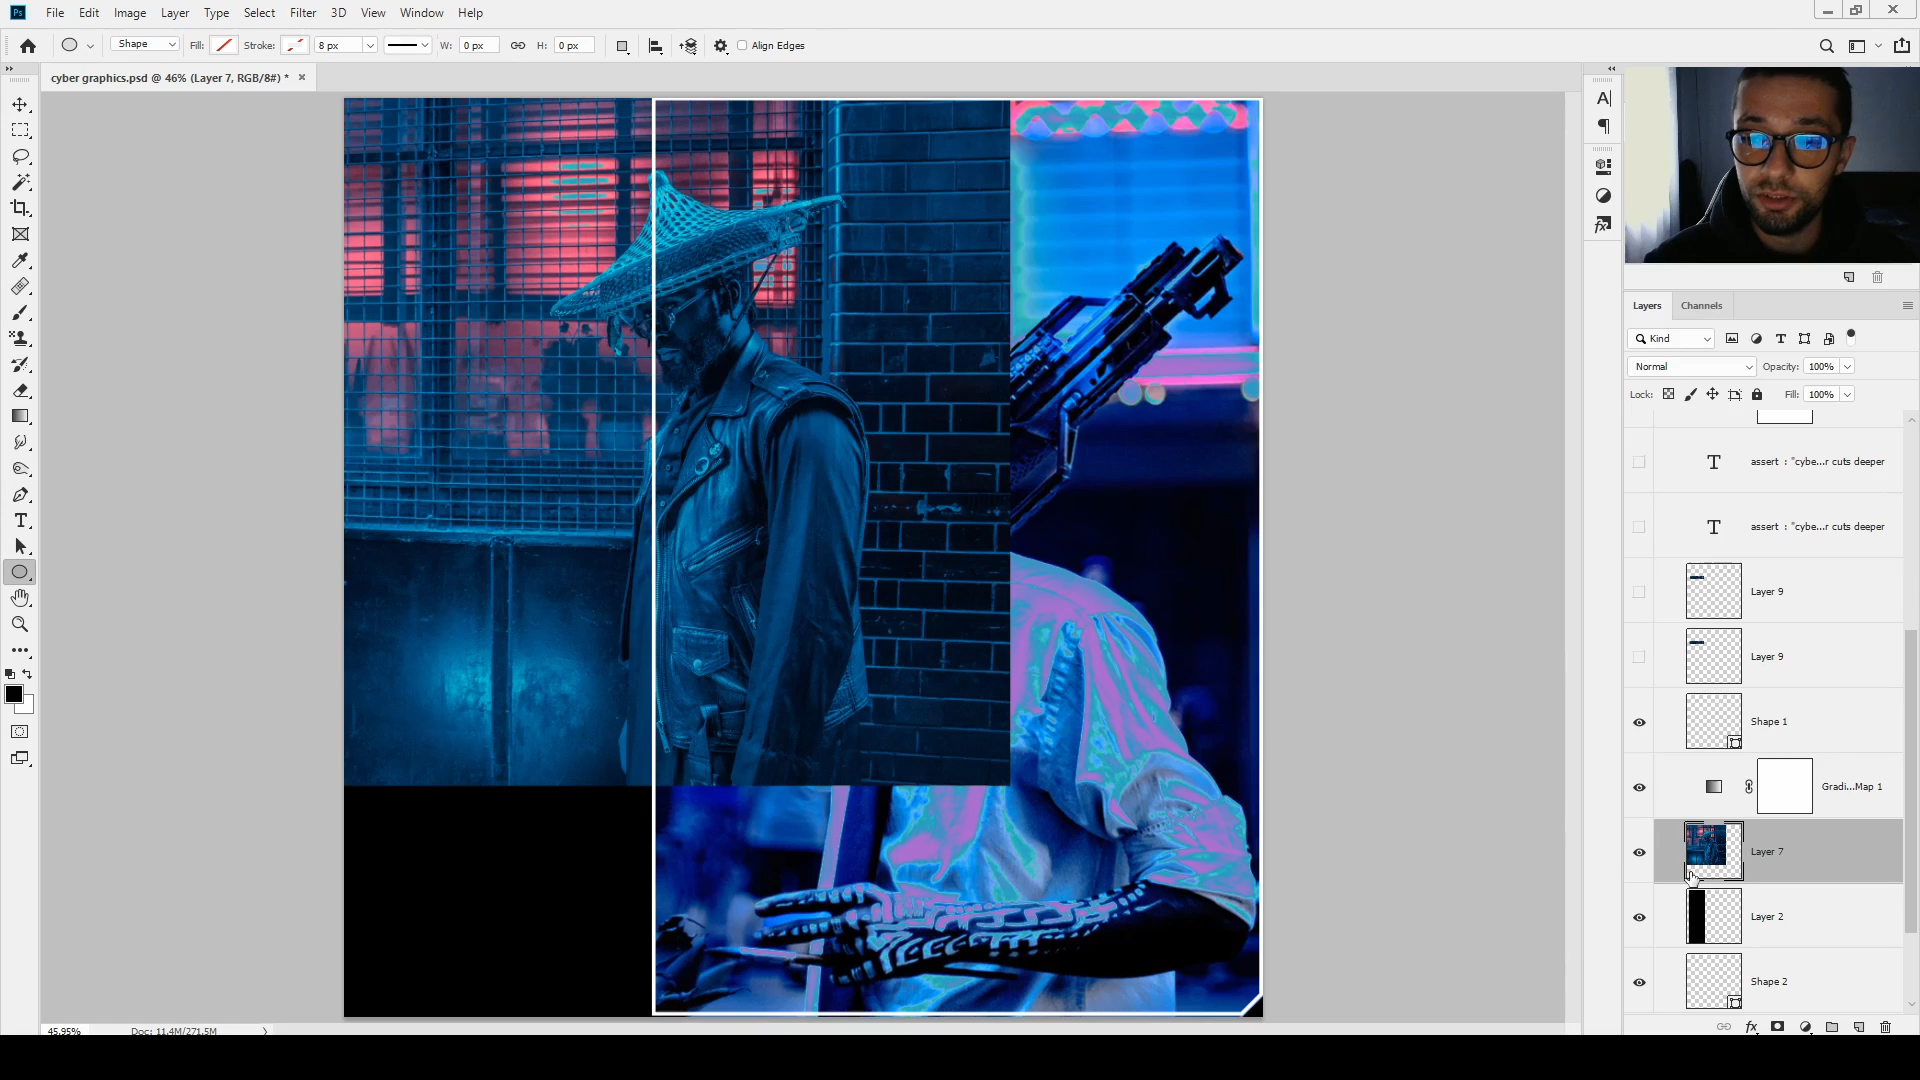 Ps File Edit Image Layer Type Select Filter 3D View Window Help
Shape Fill: Stroke: 8 px W: 0 px H: 0 px Align Edges
cyber graphics.psd @ 46% (Layer 7, RGB/8#) * ×
Layers Channels
Kind
Normal Opacity: 100%
Lock: Fill: 100%
assert : "cybe...r cuts deeper
assert : "cybe...r cuts deeper
Layer 9
Layer 9
Shape 1
Gradi...Map 1
Layer 7
Layer 2
Shape 2
45.95% Doc: 11.4M/271.5M